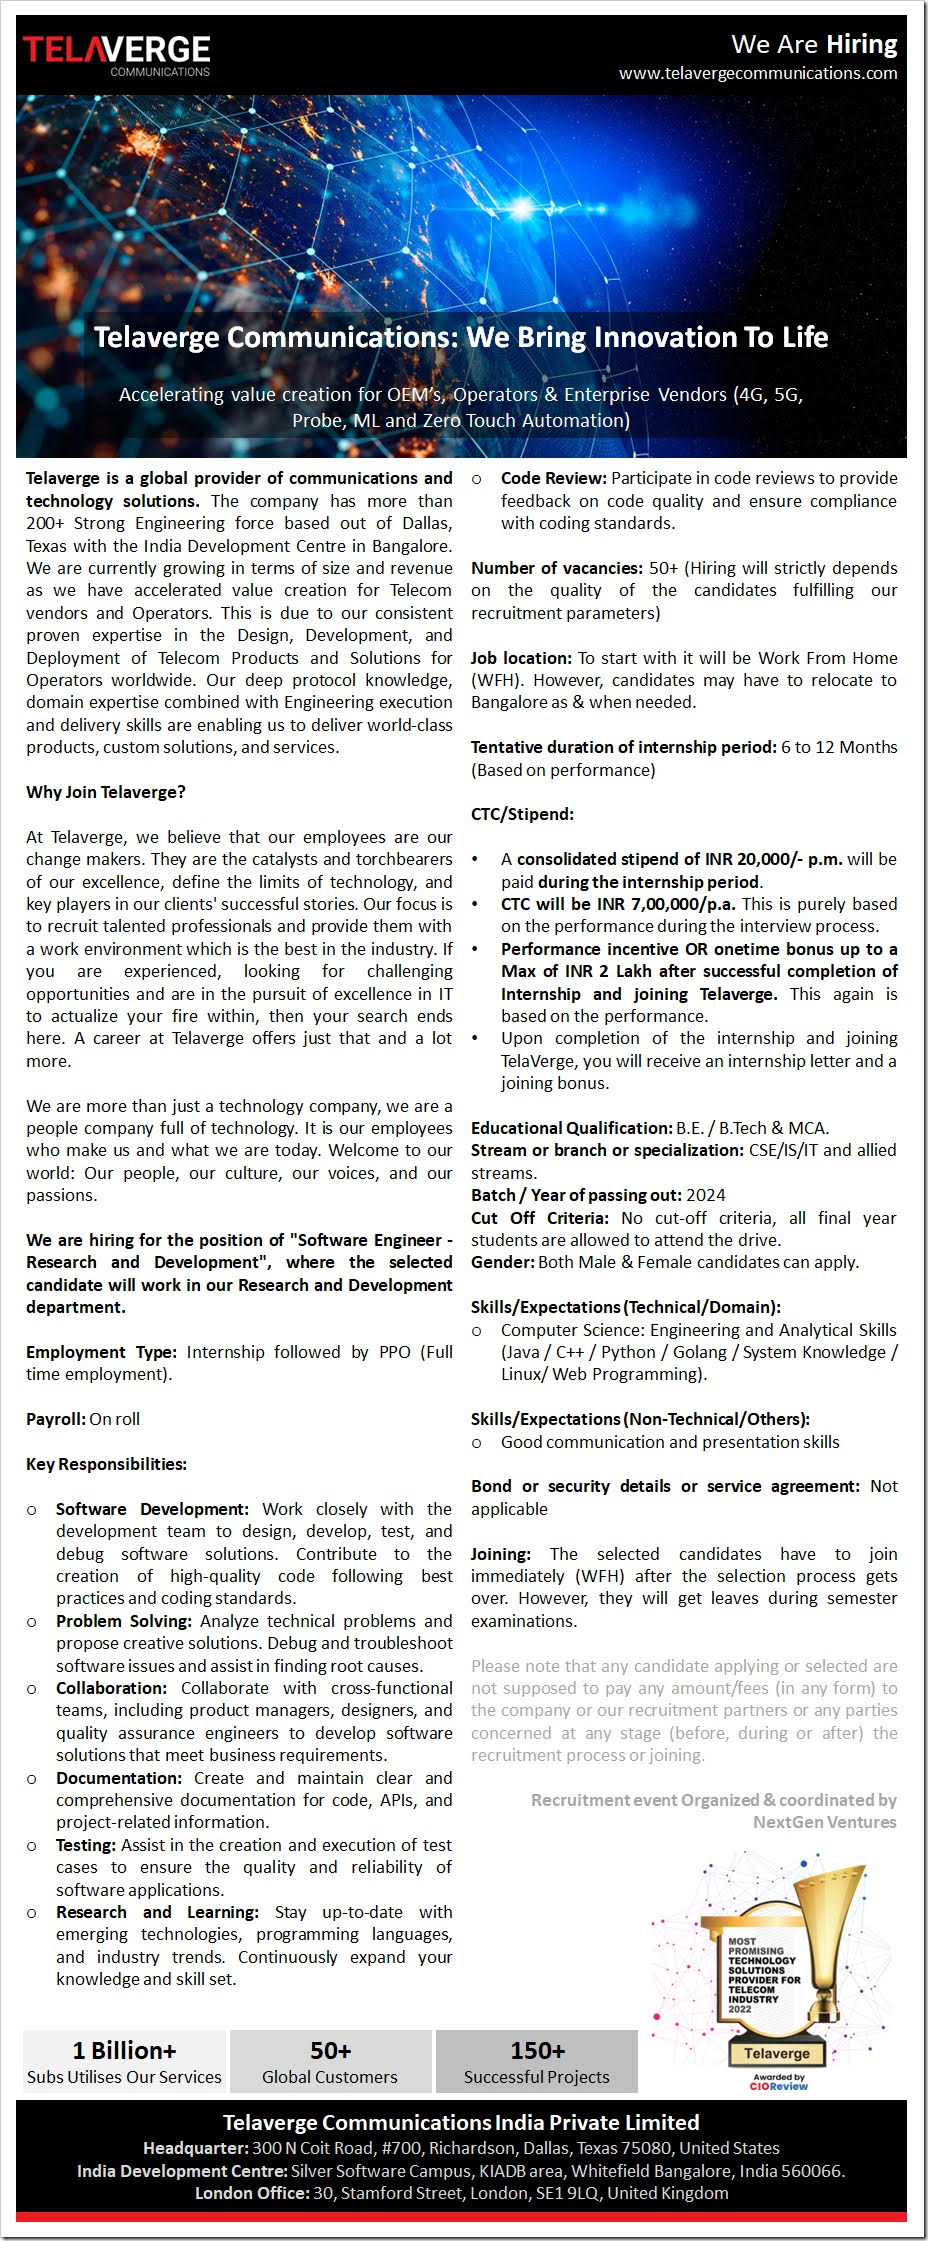 TELAVERGE
COMMUNICATIONS
We Are Hiring
www.telavergecommunications.com
Telaverge Communications: We Bring Innovation To Life
Accelerating value creation for OEM's, Operators & Enterprise Vendors (4G, 5G,
Probe, ML and Zero Touch Automation)
Telaverge is a global provider of communications and
technology solutions. The company has more than
200+ Strong Engineering force based out of Dallas,
Texas with the India Development Centre in Bangalore.
We are currently growing in terms of size and revenue
as we have accelerated value creation for Telecom
vendors and Operators. This is due to our consistent
proven expertise in the Design, Development, and
Deployment of Telecom Products and Solutions for
Operators worldwide. Our deep protocol knowledge,
domain expertise combined with Engineering execution
and delivery skills are enabling us to deliver world-class
products, custom solutions, and services.
Why Join Telaverge?
At Telaverge, we believe that our employees are our
change makers. They are the catalysts and torchbearers
of our excellence, define the limits of technology, and
key players in our clients' successful stories. Our focus is
to recruit talented professionals and provide them with
a work environment which is the best in the industry. If
you are experienced, looking for challenging
opportunities and are in the pursuit of excellence in IT
to actualize your fire within, then your search ends
here. A career at Telaverge offers just that and a lot
more.
We are more than just a technology company, we are a
people company full of technology. It is our employees
who make us and what we are today. Welcome to our
world: Our people, our culture, our voices, and our
passions.
We are hiring for the position of "Software Engineer -
Research and Development", where the selected
candidate will work in our Research and Development
department.
Employment Type: Internship followed by PPO (Full
time employment).
Payroll: On roll
Key Responsibilities:
o Software Development: Work closely with the
development team to design, develop, test, and
debug software solutions. Contribute to the
creation of high-quality code following best
practices and coding standards.
o Problem Solving: Analyze technical problems and
propose creative solutions. Debug and troubleshoot
software issues and assist in finding root causes.
o Collaboration: Collaborate with cross-functional
teams, including product managers, designers, and
quality assurance engineers to develop software
solutions that meet business requirements.
o Documentation: Create and maintain clear and
comprehensive documentation for code, APIs, and
project-related information.
o Testing: Assist in the creation and execution of test
cases to ensure the quality and reliability of
software applications.
o Research and Learning: Stay up-to-date with
emerging technologies, programming languages,
and industry trends. Continuously expand your
knowledge and skill set.
o Code Review: Participate in code reviews to provide
feedback on code quality and ensure compliance
with coding standards.
Number of vacancies: 50+ (Hiring will strictly depends
on the quality of the candidates fulfilling our
recruitment parameters)
Job location: To start with it will be Work From Home
(WFH). However, candidates may have to relocate to
Bangalore as & when needed.
Tentative duration of internship period: 6 to 12 Months
(Based on performance)
CTC/Stipend:
• A consolidated stipend of INR 20,000/- p.m. will be
paid during the internship period.
• CTC will be INR 7,00,000/p.a. This is purely based
on the performance during the interview process.
• Performance incentive OR onetime bonus up to a
Max of INR 2 Lakh after successful completion of
Internship and joining Telaverge. This again is
based on the performance.
• Upon completion of the internship and joining
TelaVerge, you will receive an internship letter and a
joining bonus.
Educational Qualification: B.E. / B.Tech & MCA.
Stream or branch or specialization: CSE/IS/IT and allied
streams.
Batch / Year of passing out: 2024
Cut Off Criteria: No cut-off criteria, all final year
students are allowed to attend the drive.
Gender: Both Male & Female candidates can apply.
Skills/Expectations (Technical/Domain):
o Computer Science: Engineering and Analytical Skills
(Java / C++ / Python / Golang / System Knowledge /
Linux/ Web Programming).
Skills/Expectations (Non-Technical/Others):
o Good communication and presentation skills
Bond or security details or service agreement: Not
applicable
Joining: The selected candidates have to join
immediately (WFH) after the selection process gets
over. However, they will get leaves during semester
examinations.
Please note that any candidate applying or selected are
not supposed to pay any amount/fees (in any form) to
the company or our recruitment partners or any parties
concerned at any stage (before, during or after) the
recruitment process or joining.
Recruitment event Organized & coordinated by
NextGen Ventures
MOST
PROMISING
TECHNOLOGY
SOLUTIONS
PROVIDER FOR
TELECOM
INDUSTRY
2022
Telaverge
Awarded by
CIOReview
1 Billion+
Subs Utilises Our Services
50+
Global Customers
150+
Successful Projects
Telaverge Communications India Private Limited
Headquarter: 300 N Coit Road, #700, Richardson, Dallas, Texas 75080, United States
India Development Centre: Silver Software Campus, KIADB area, Whitefield Bangalore, India 560066.
London Office: 30, Stamford Street, London, SE1 9LQ, United Kingdom